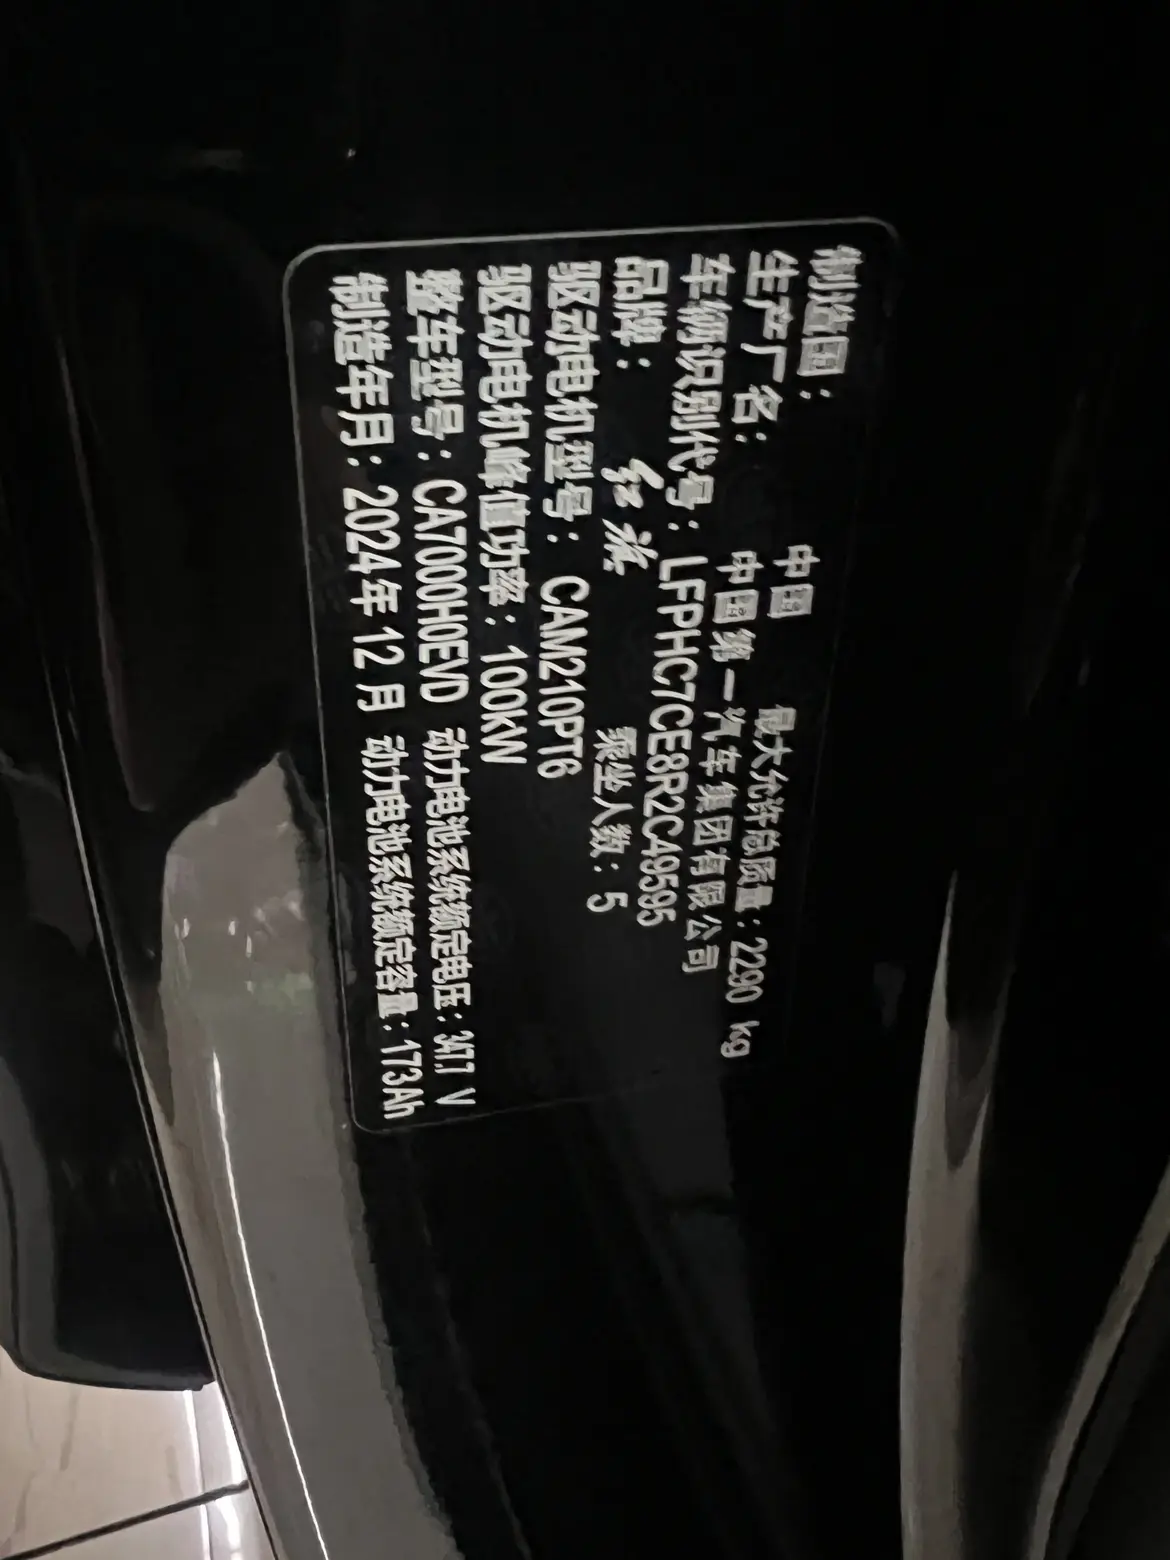 制造国： 中国 最大允许总质量：2290 kg
生产厂名： 中国第一汽车集团有限公司
车辆识别代号：LFPHC7CE8R2CA9595
品牌： 红旗 乘坐人数：5
驱动电机型号：CAM210PT6
驱动电机峰值功率：100kW
整车型号：CA7000H0EVD 动力电池系统额定电压：347.7 V
制造年月：2024年12月 动力电池系统额定容量：173Ah